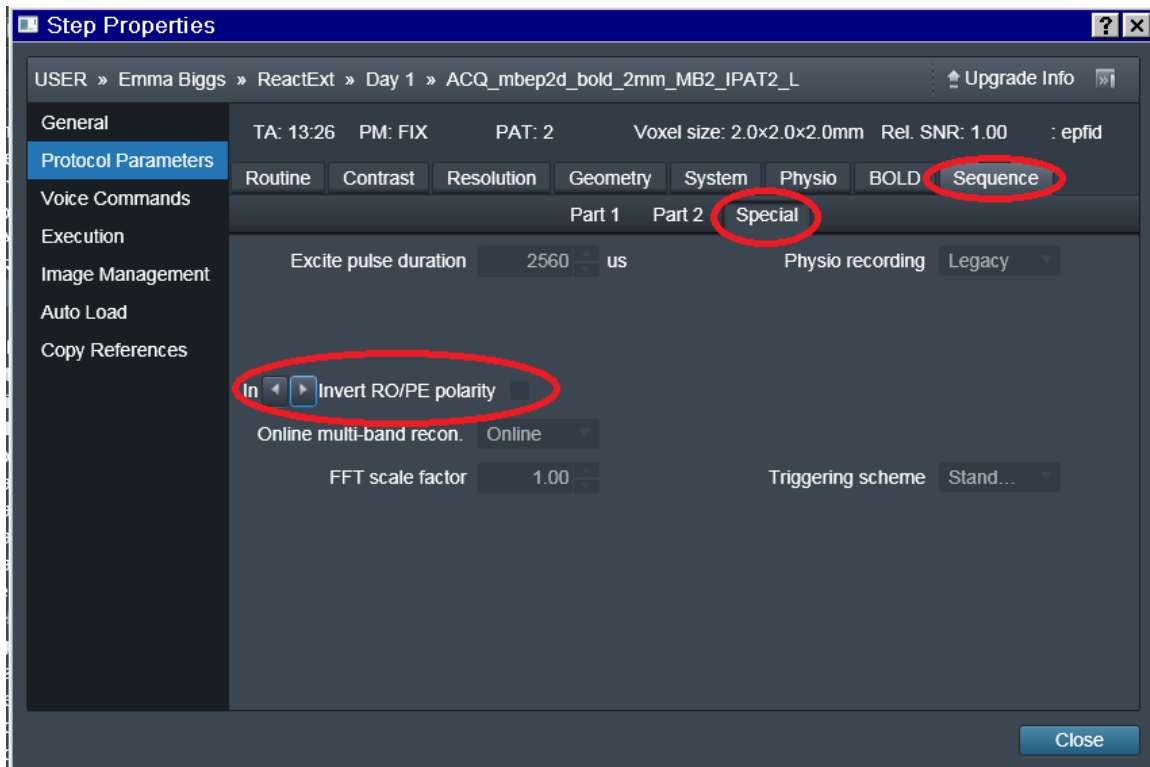 Step Properties
USER » Emma Biggs » ReactExt » Day 1 » ACQ_mbep2d_bold_2mm_MB2_IPAT2_L Upgrade Info
General
Protocol Parameters
Voice Commands
Execution
Image Management
Auto Load
Copy References
TA: 13:26 PM: FIX PAT: 2 Voxel size: 2.0×2.0×2.0mm Rel. SNR: 1.00 : epfid
Routine Contrast Resolution Geometry System Physio BOLD Sequence
Part 1 Part 2 Special
Excite pulse duration 2560 us Physio recording Legacy
In Invert RO/PE polarity
Online multi-band recon. Online
FFT scale factor 1.00 Triggering scheme Stand...
Close